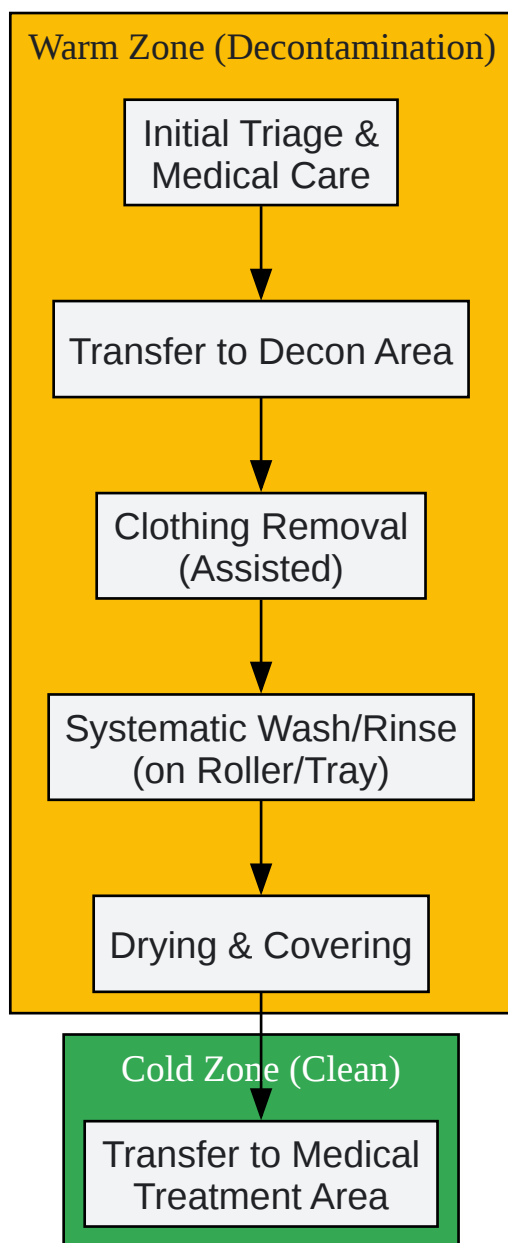 Warm Zone (Decontamination)
Initial Triage &
Medical Care
Transfer to Decon Area
Clothing Removal
(Assisted)
Systematic Wash/Rinse
(on Roller/Tray)
Drying & Covering
Cold Zone (Clean)
Transfer to Medical
Treatment Area